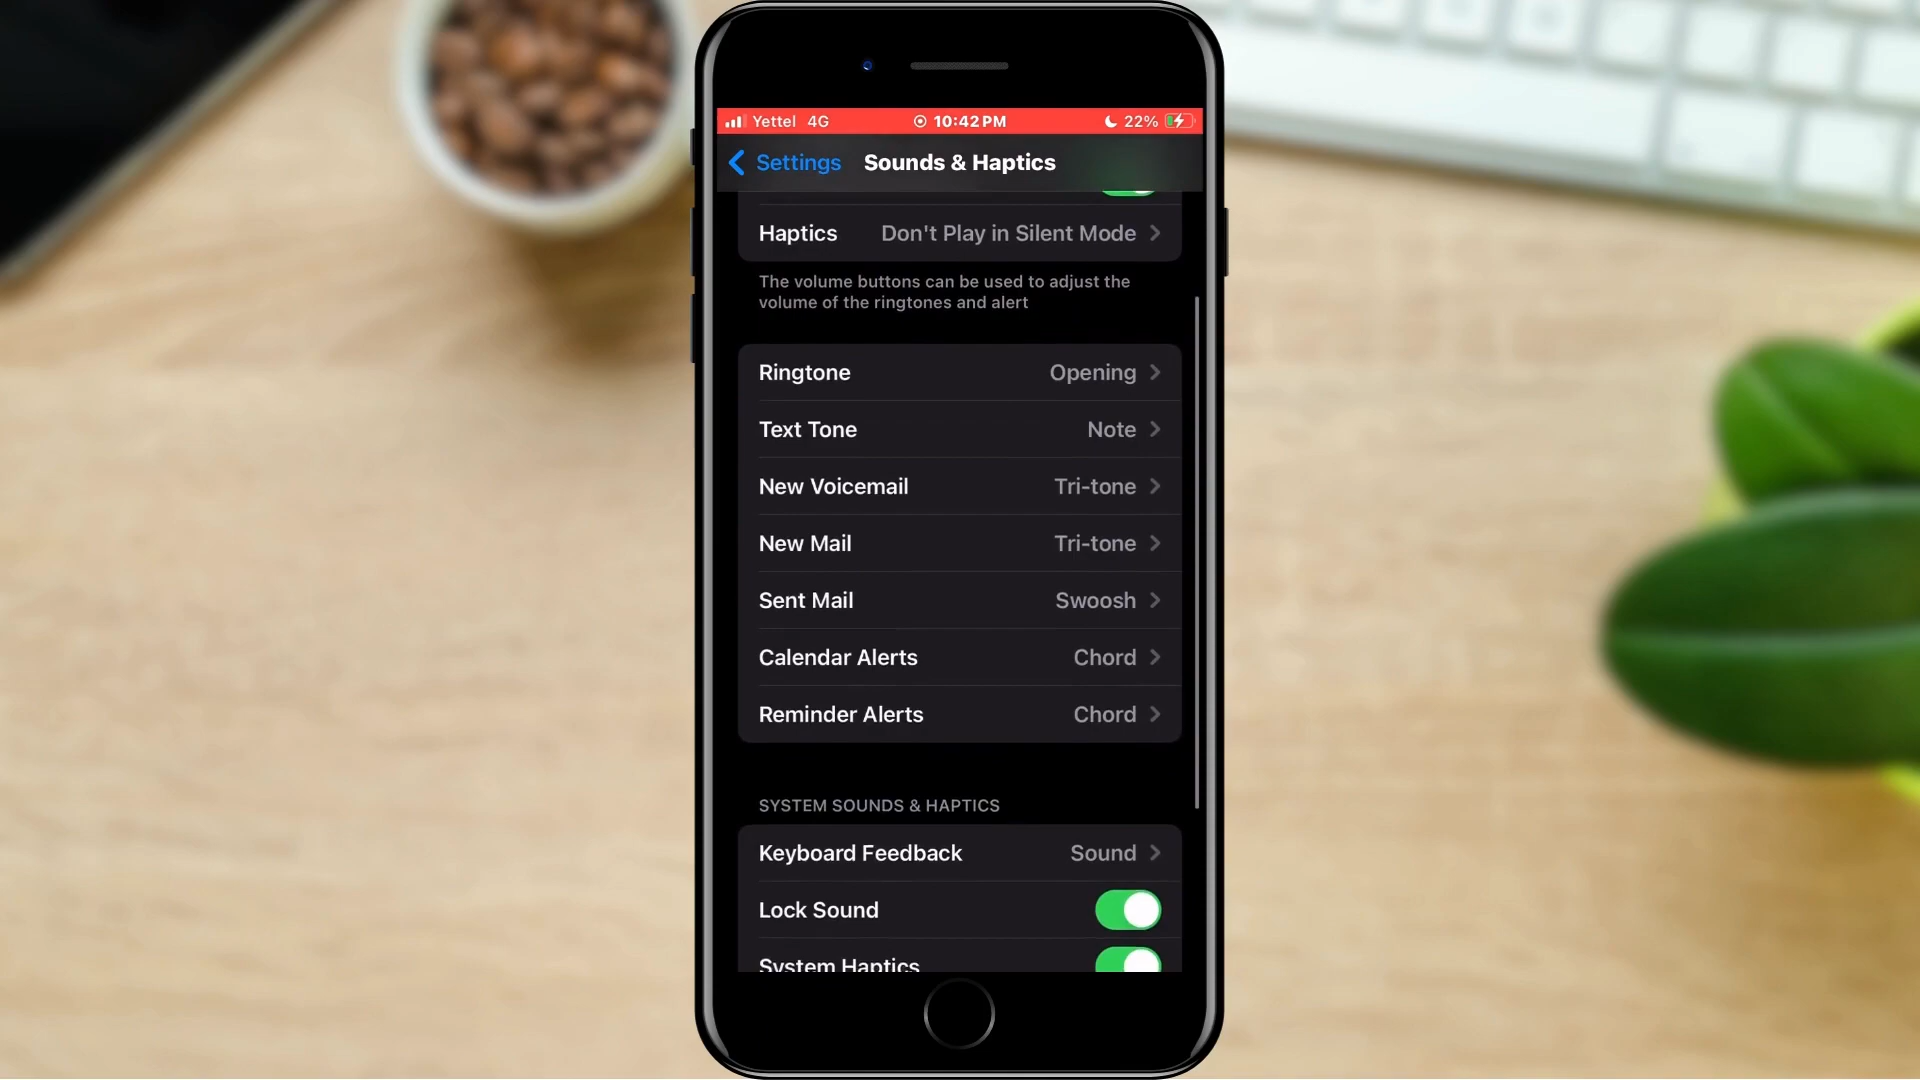 Yettel 4G 10:42 PM 22%
Settings Sounds & Haptics
Haptics Don't Play in Silent Mode
The volume buttons can be used to adjust the
volume of the ringtones and alert
Ringtone Opening
Text Tone Note
New Voicemail Tri-tone
New Mail Tri-tone
Sent Mail Swoosh
Calendar Alerts Chord
Reminder Alerts Chord
SYSTEM SOUNDS & HAPTICS
Keyboard Feedback Sound
Lock Sound
System Haptics